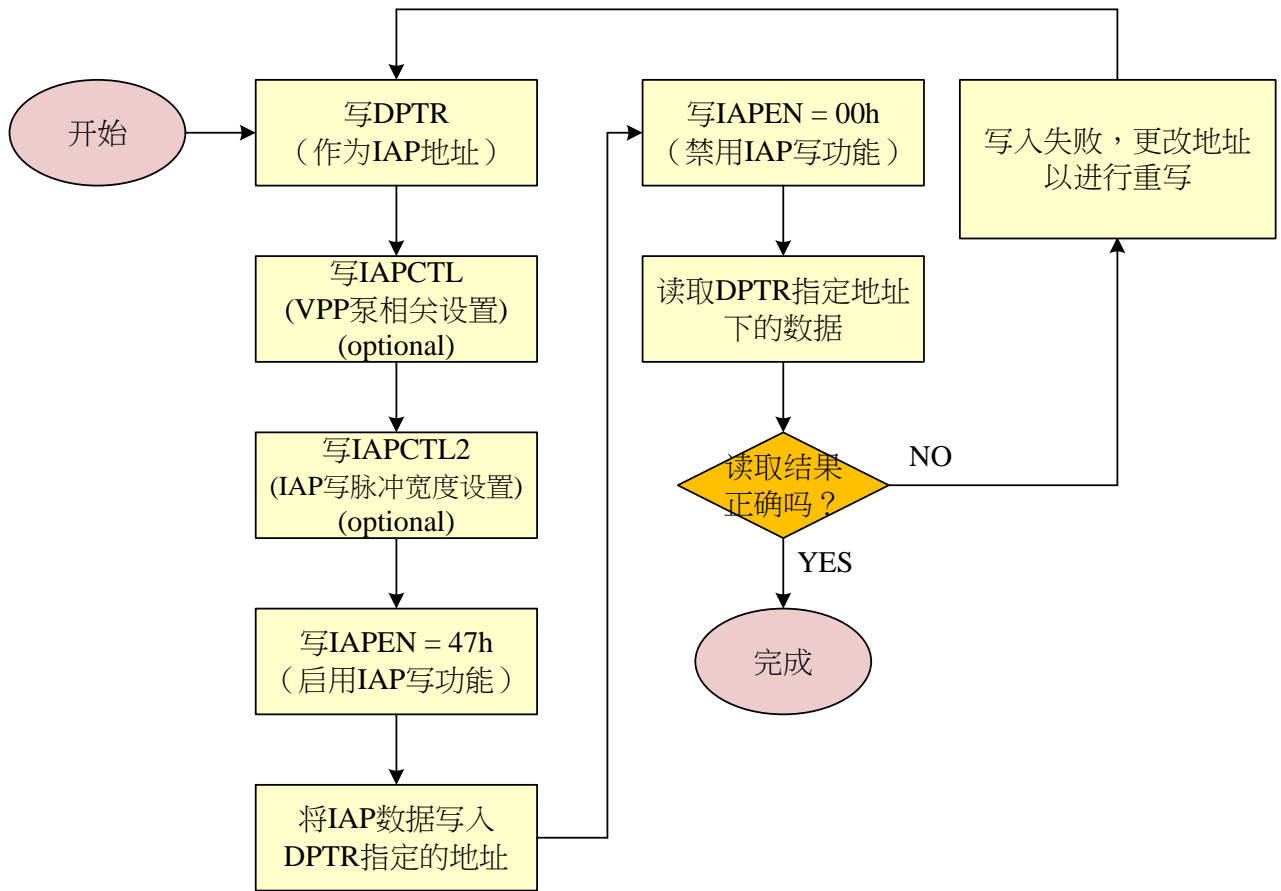 开始
写DPTR
（作为IAP地址）
写IAPCTL
(VPP泵相关设置)
(optional)
写IAPCTL2
(IAP写脉冲宽度设置)
(optional)
写IAPEN = 47h
（启用IAP写功能）
将IAP数据写入
DPTR指定的地址
写IAPEN = 00h
（禁用IAP写功能）
读取DPTR指定地址
下的数据
读取结果
正确吗？
NO
YES
完成
写入失败，更改地址
以进行重写